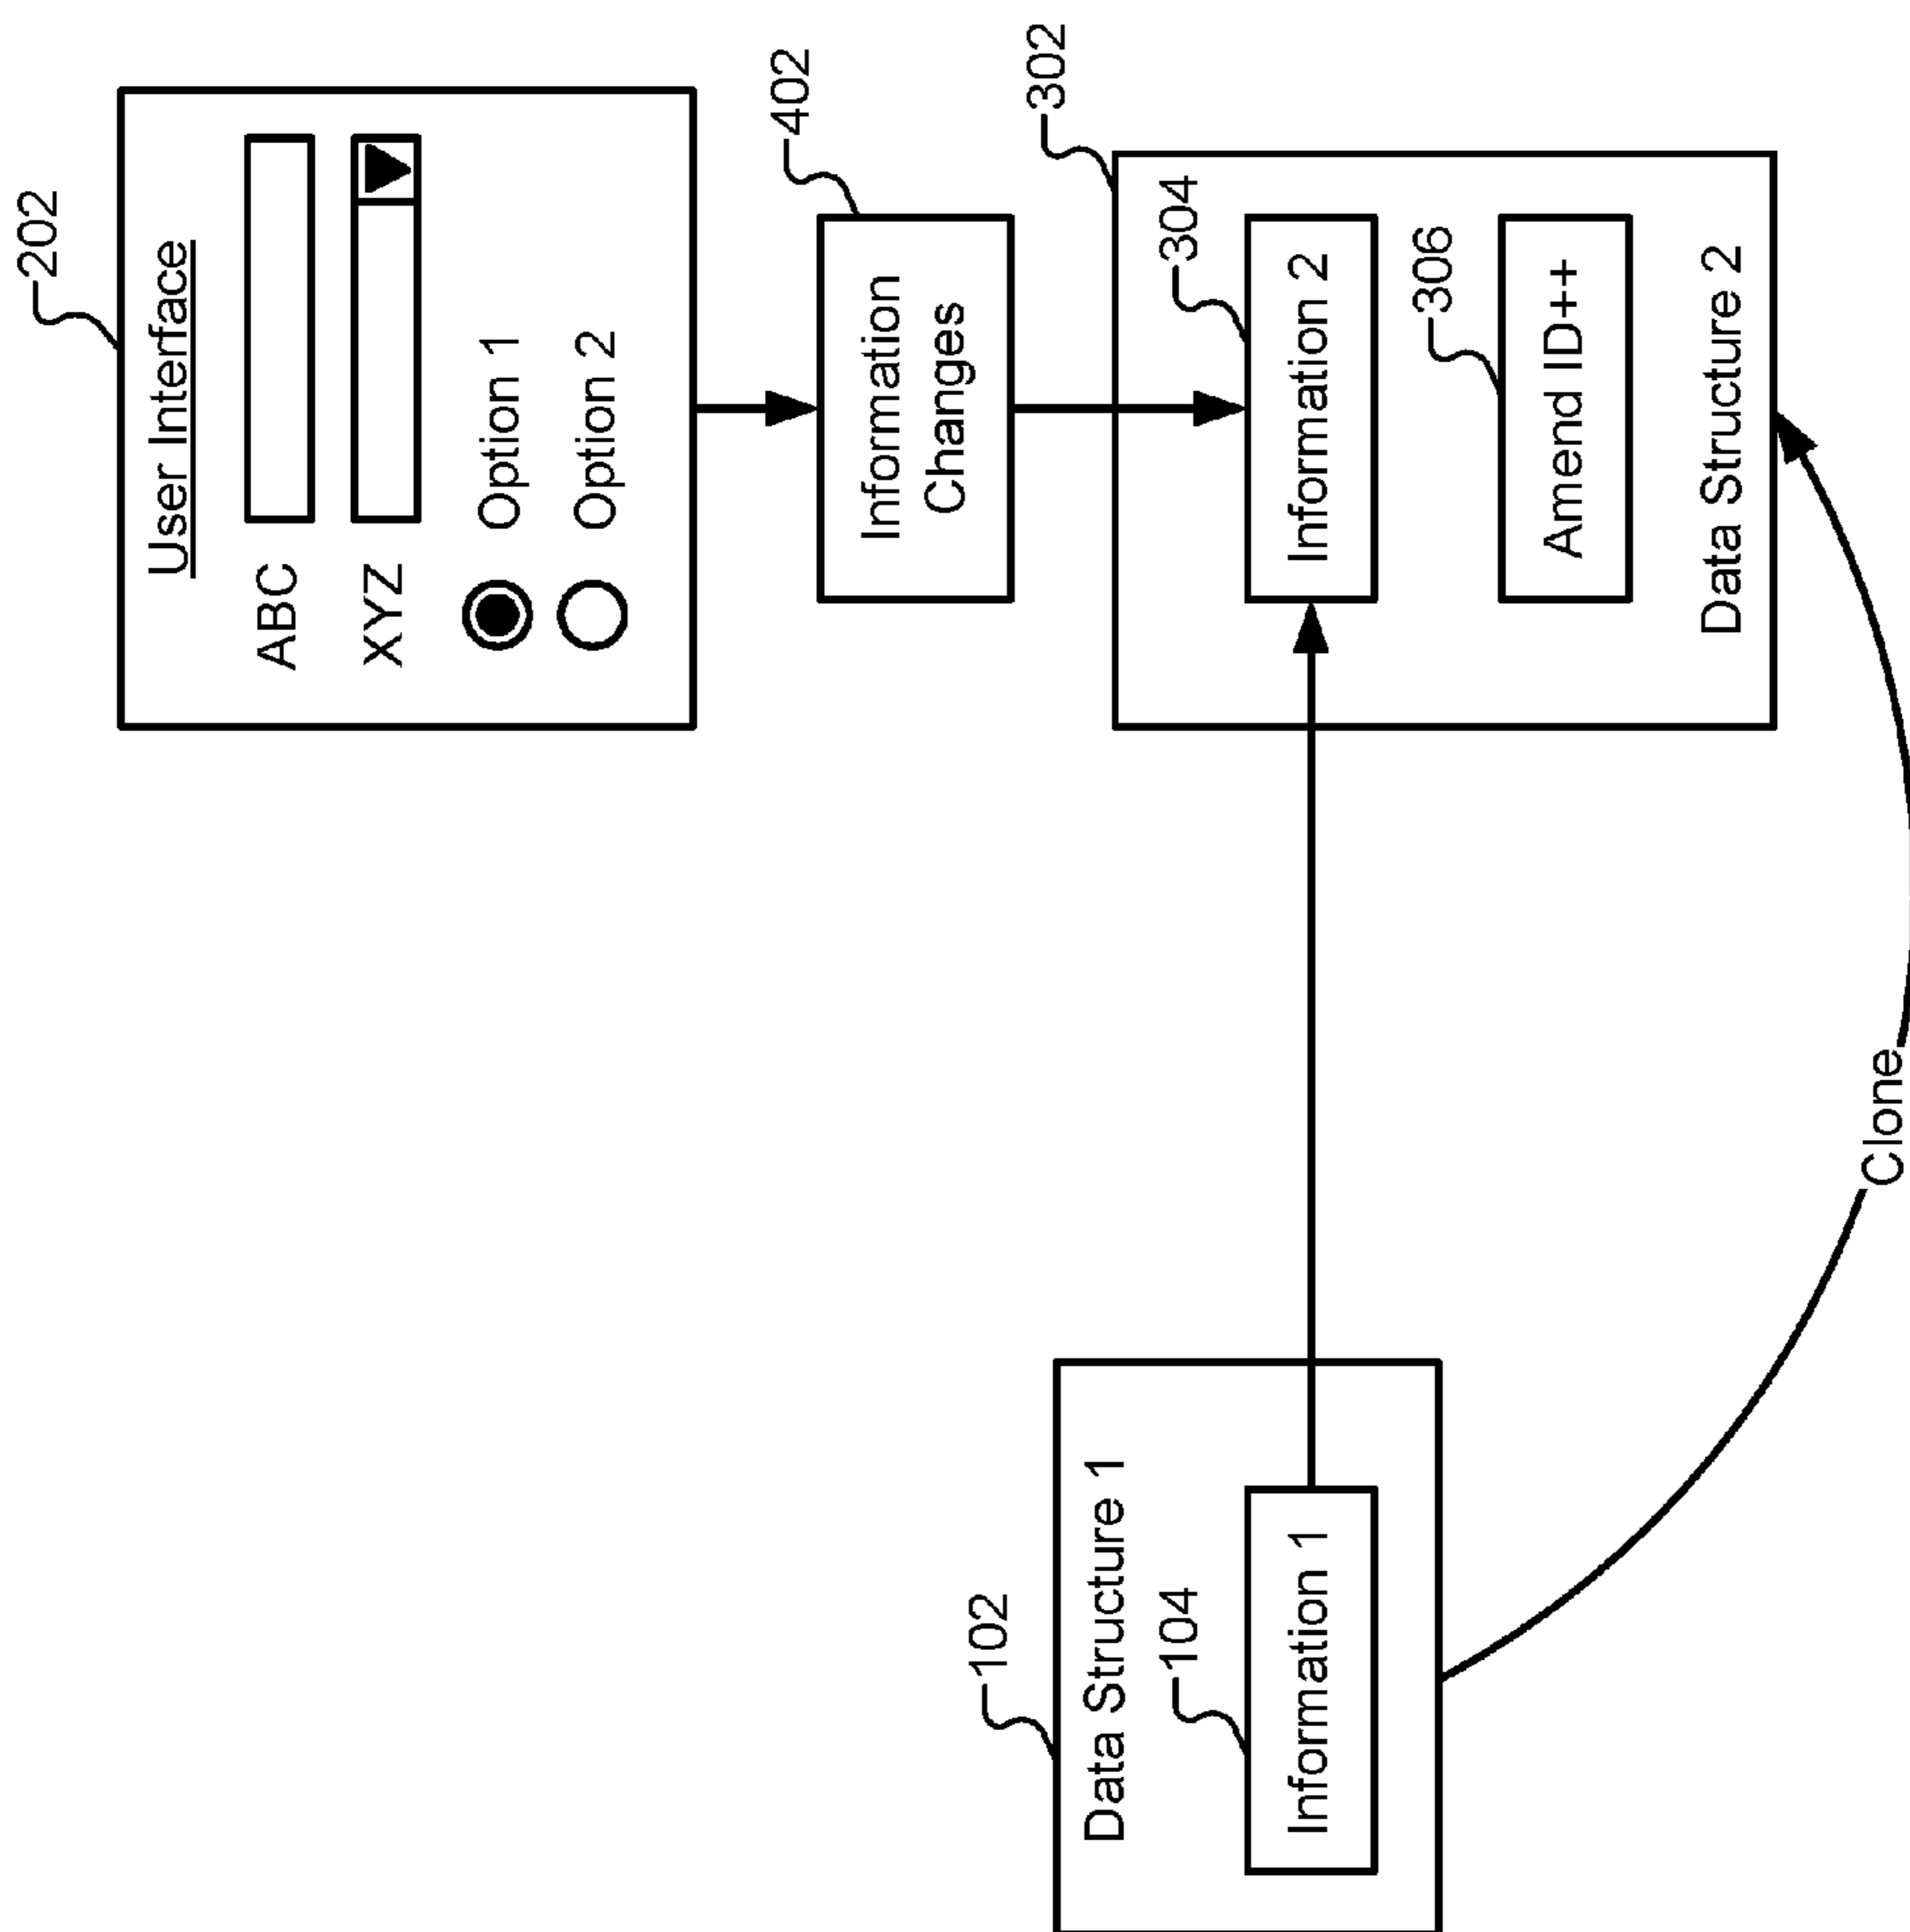 202
User Interface
ABC
XYZ
Option 1
Option 2
402
Information
Changes
302
304
Information 2
306
Amend ID++
Data Structure 2
102
Data Structure 1
104
Information 1
Clone